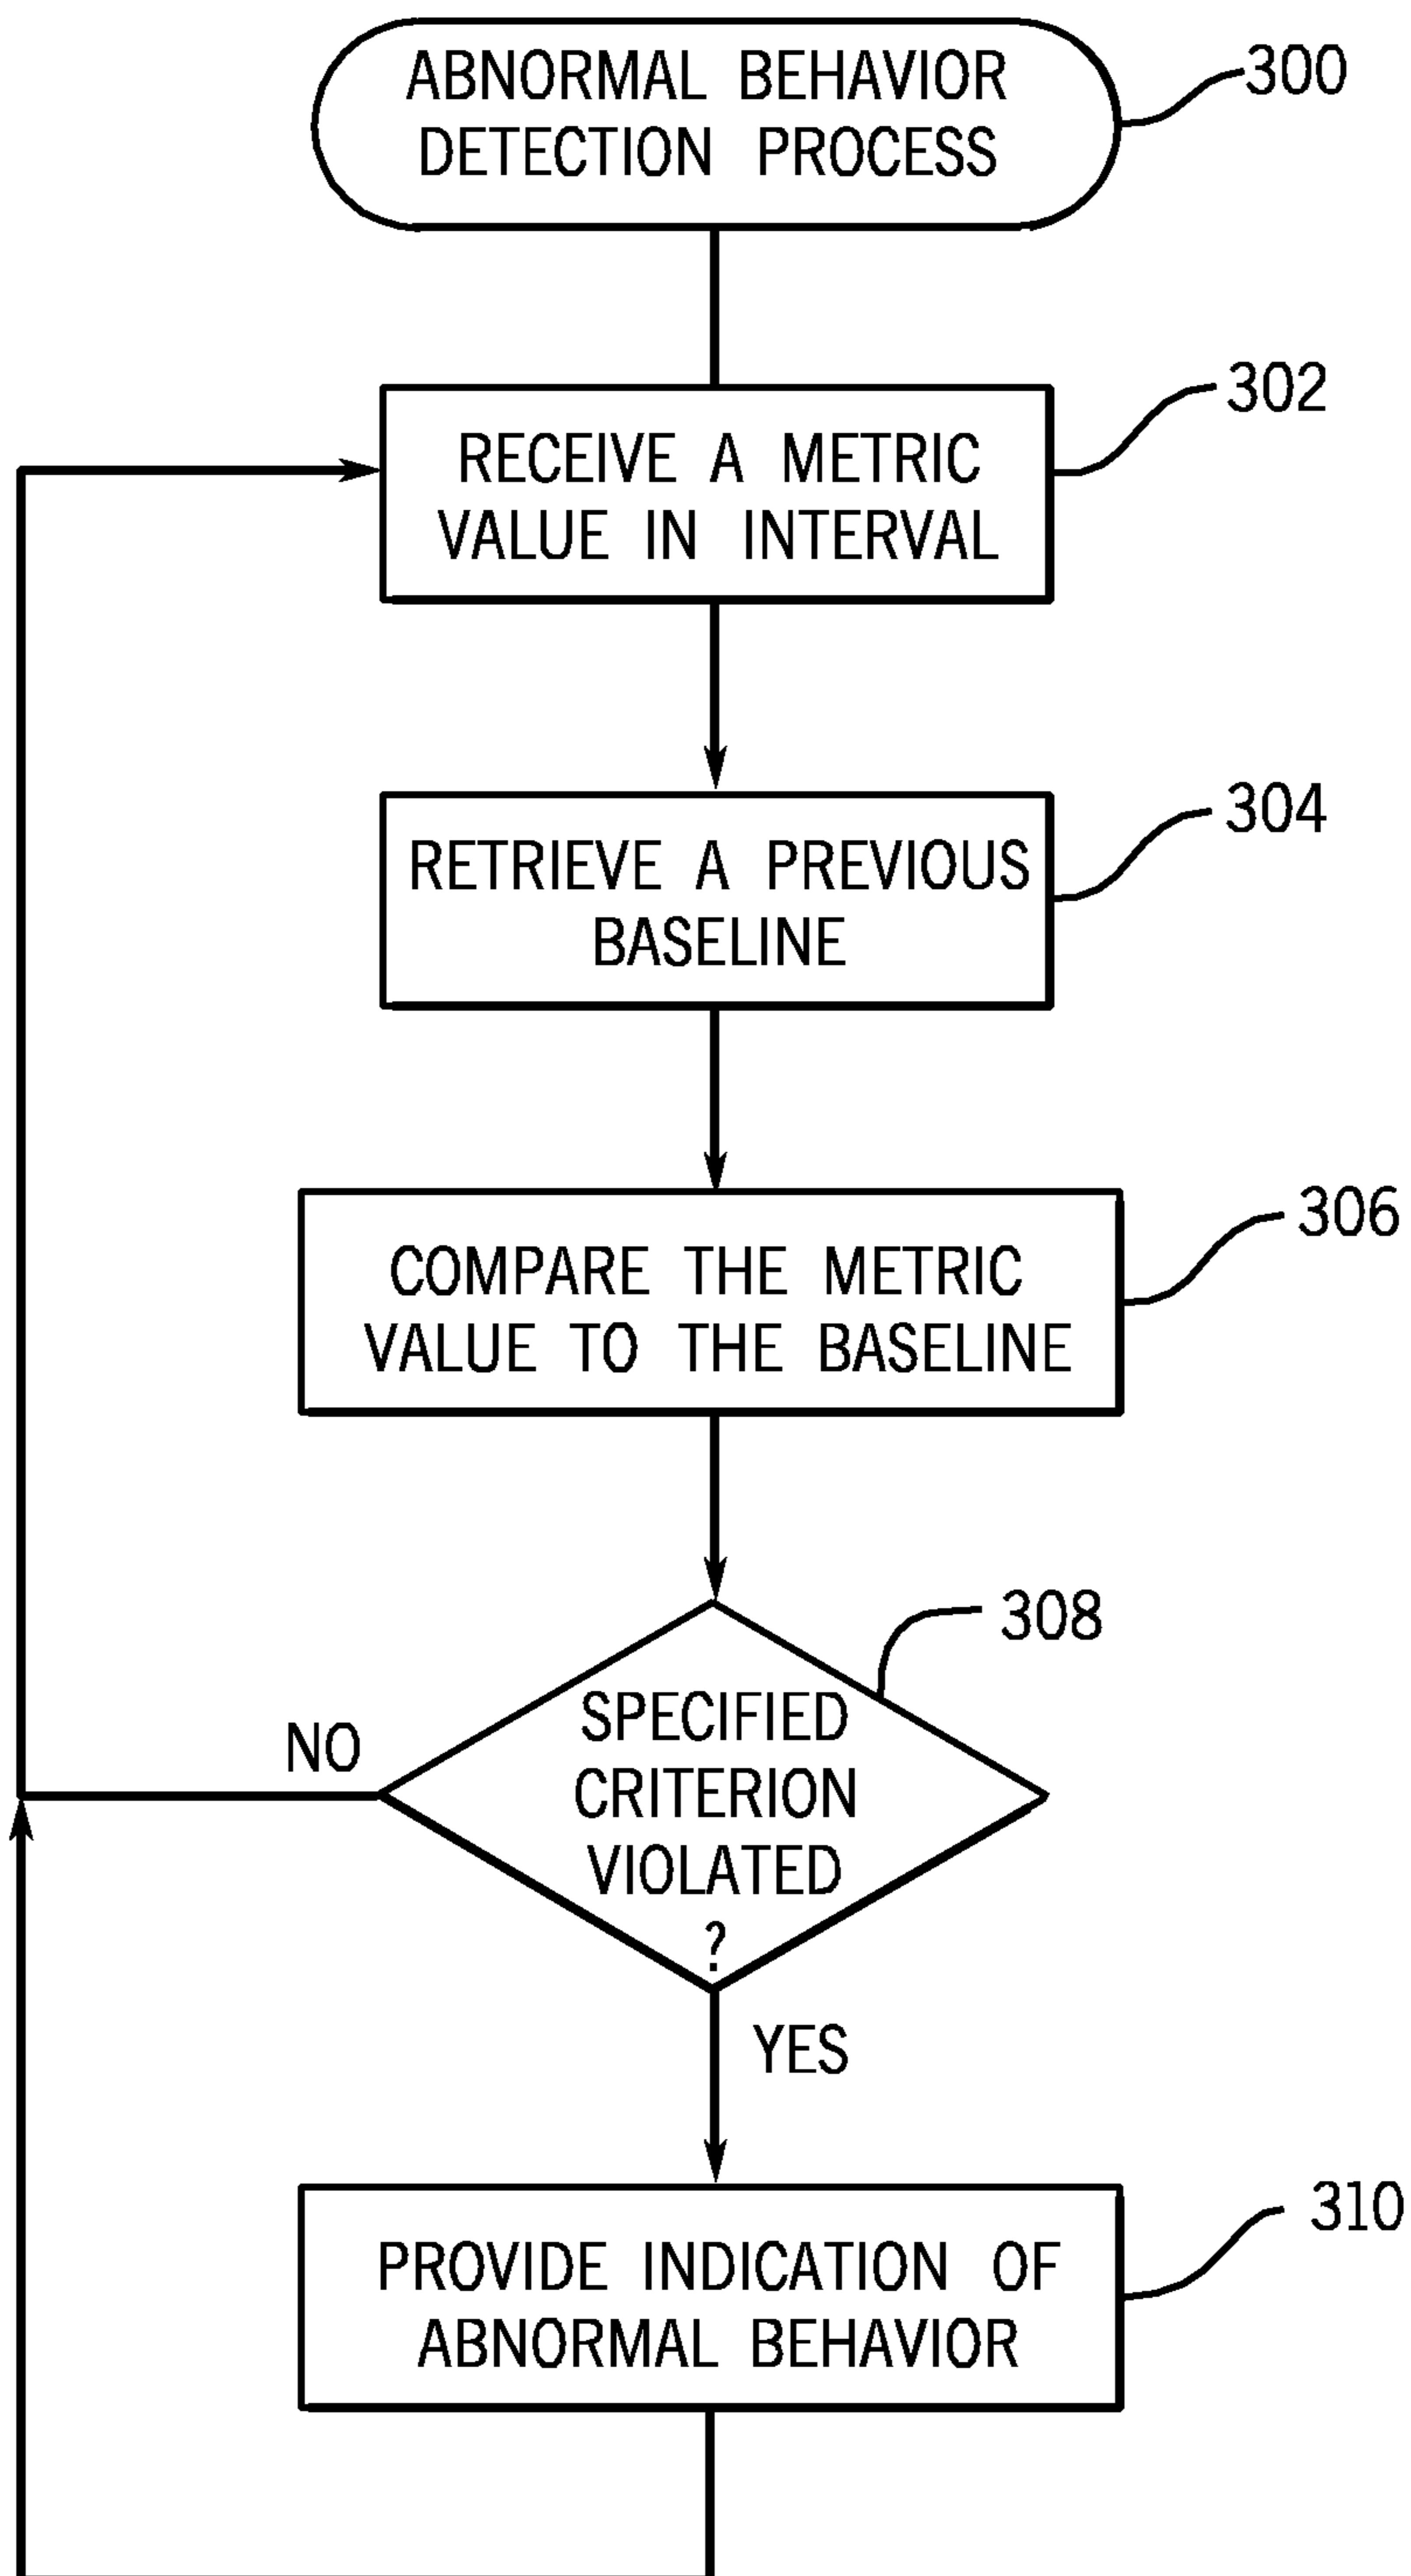 ABNORMAL BEHAVIOR
DETECTION PROCESS
300
302
RECEIVE A METRIC
VALUE IN INTERVAL
304
RETRIEVE A PREVIOUS
BASELINE
306
COMPARE THE METRIC
VALUE TO THE BASELINE
308
SPECIFIED
CRITERION
VIOLATED
?
NO
YES
310
PROVIDE INDICATION OF
ABNORMAL BEHAVIOR